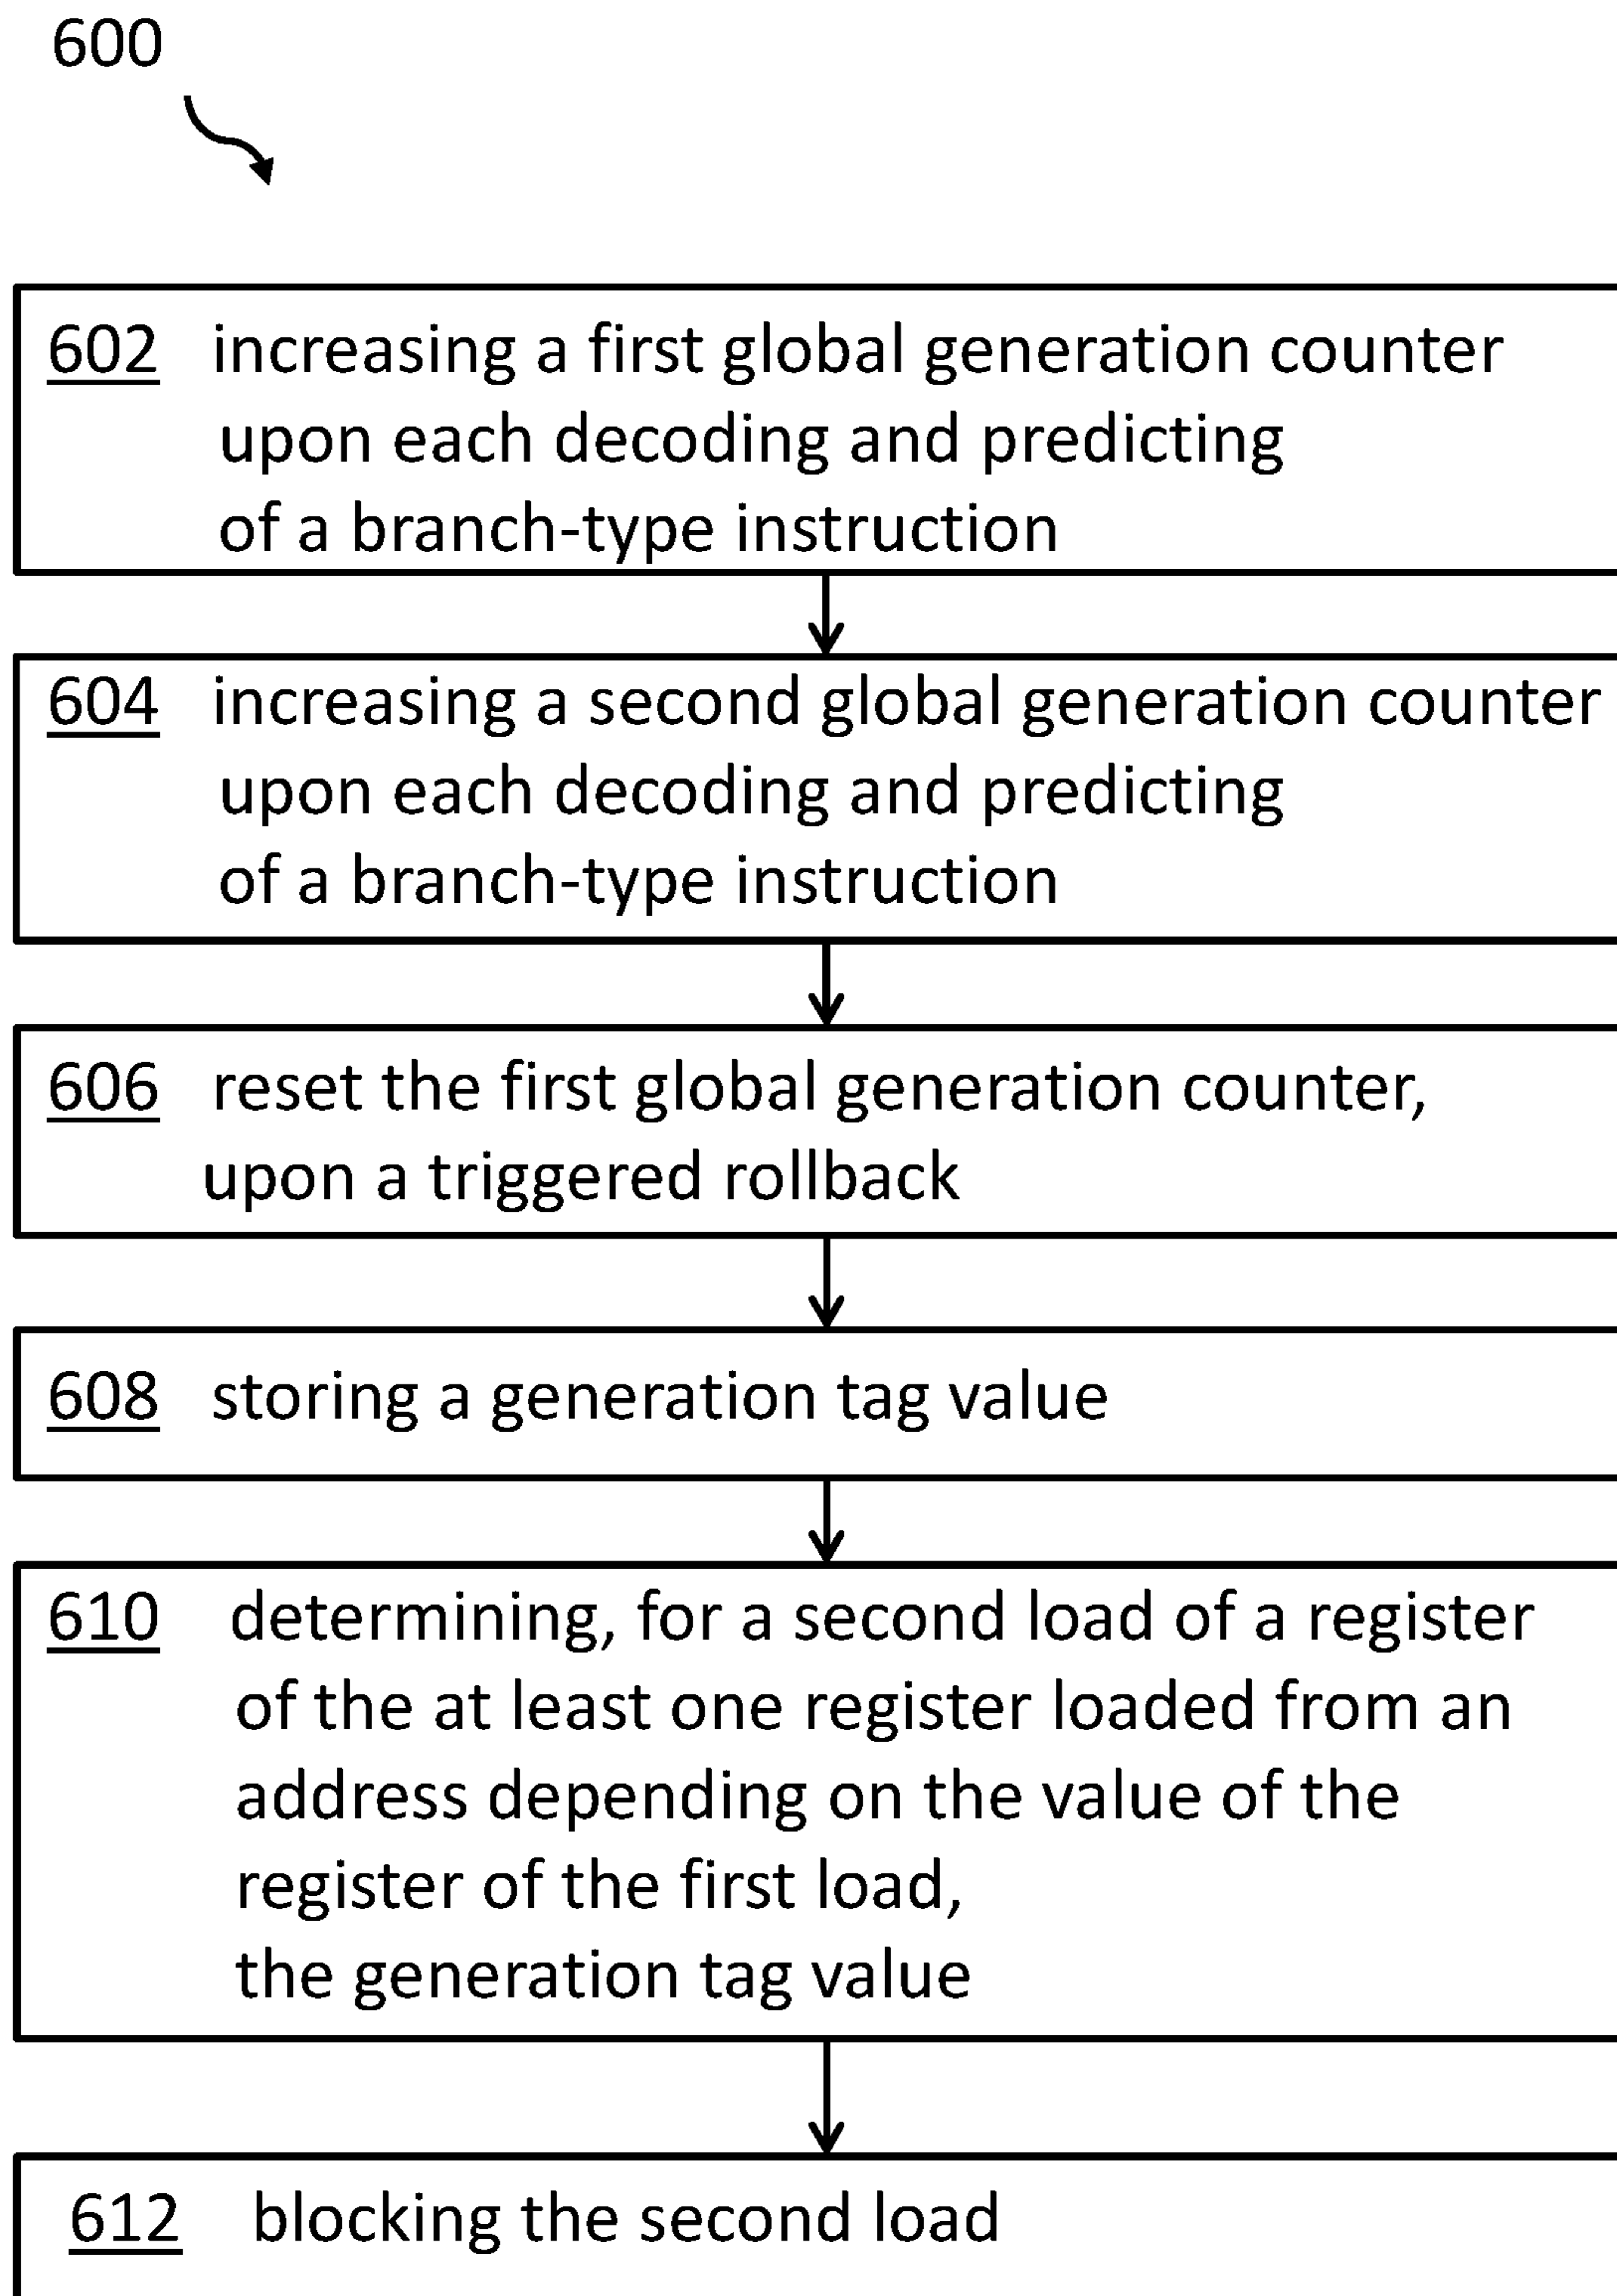 600
602 increasing a first global generation counter
upon each decoding and predicting
of a branch-type instruction
604 increasing a second global generation counter
upon each decoding and predicting
of a branch-type instruction
606 reset the first global generation counter,
upon a triggered rollback
608 storing a generation tag value
610 determining, for a second load of a register
of the at least one register loaded from an
address depending on the value of the
register of the first load,
the generation tag value
612 blocking the second load